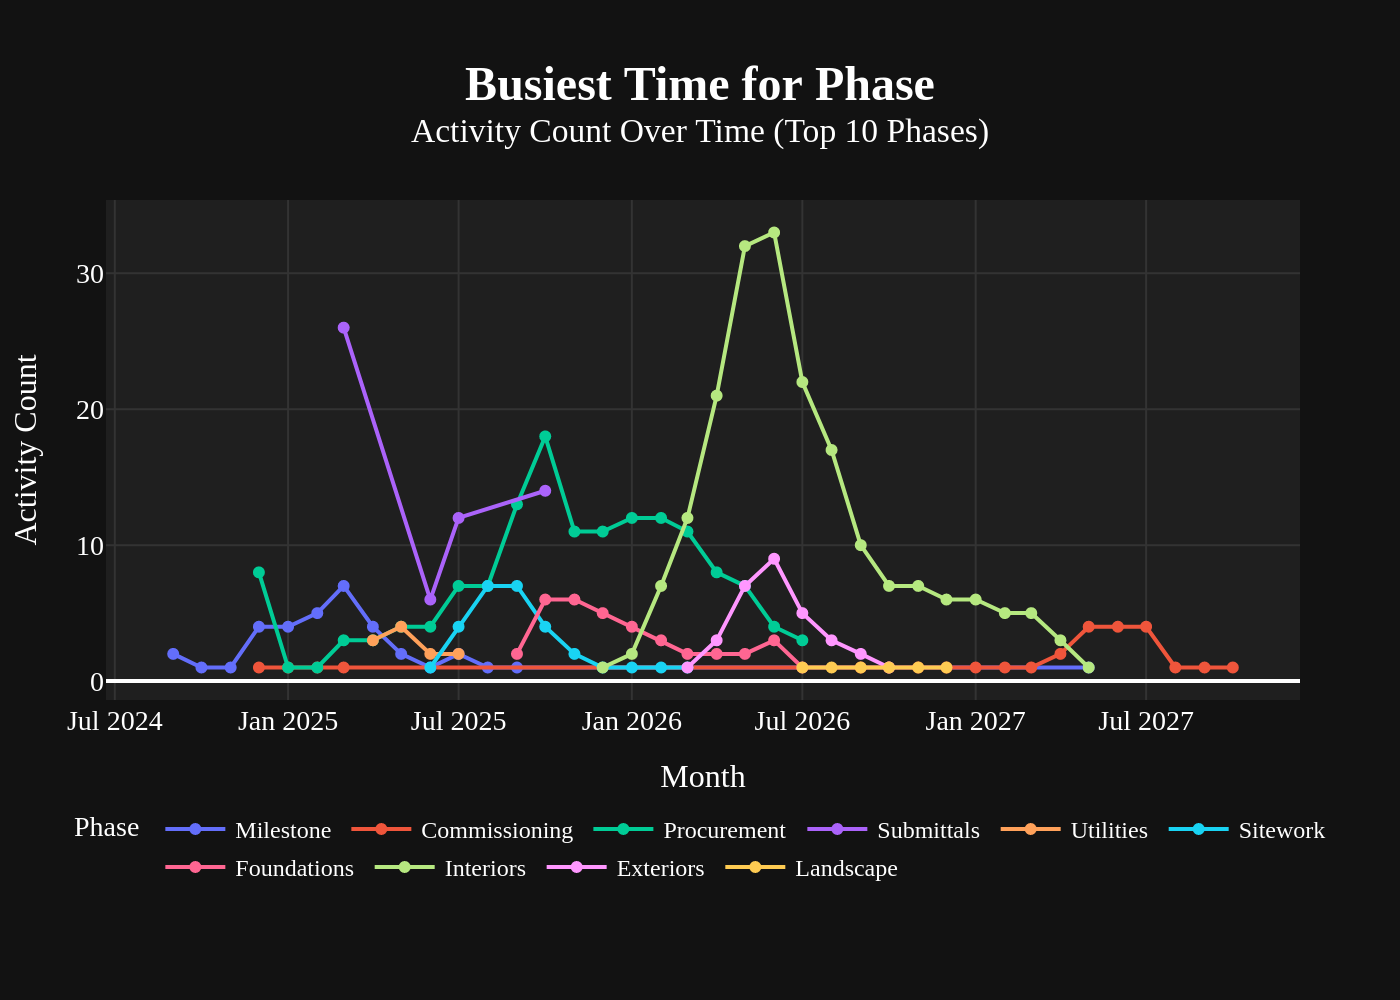 Busiest Time for Phase
Activity Count Over Time (Top 10 Phases)
Activity Count
30
20
10
0
Jul 2024 Jan 2025 Jul 2025 Jan 2026 Jul 2026 Jan 2027 Jul 2027
Month
Phase Milestone Commissioning Procurement Submittals Utilities Sitework
Foundations Interiors Exteriors Landscape